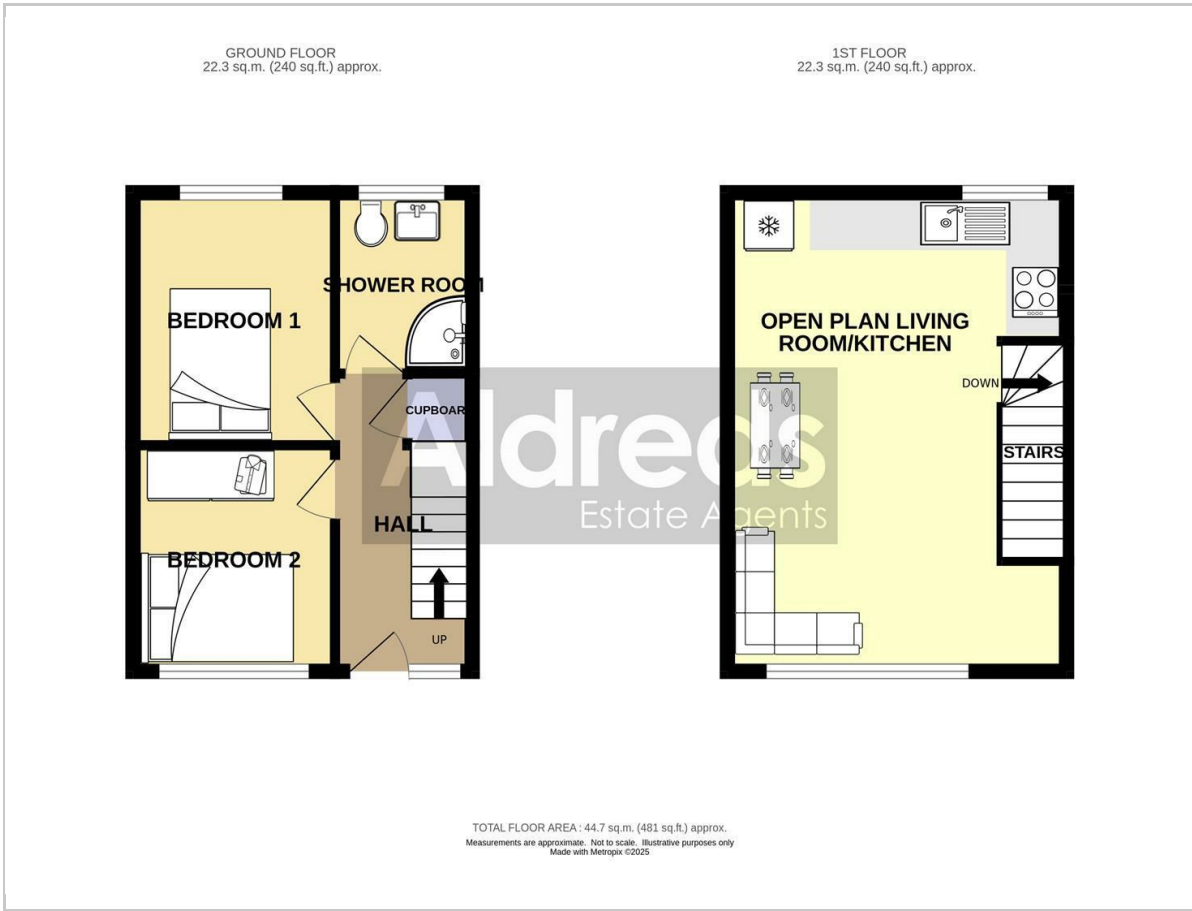 GROUND FLOOR
22.3 sq.m. (240 sq.ft.) approx.
1ST FLOOR
22.3 sq.m. (240 sq.ft.) approx.
SHOWER ROOM
BEDROOM 1
CUPBOAR
HALL
BEDROOM 2
UP
OPEN PLAN LIVING
ROOM/KITCHEN
DOWN
STAIRS
Aldreds
Estate Agents
TOTAL FLOOR AREA : 44.7 sq.m. (481 sq.ft.) approx.
Measurements are approximate. Not to scale. Illustrative purposes only
Made with Metropix ©2025